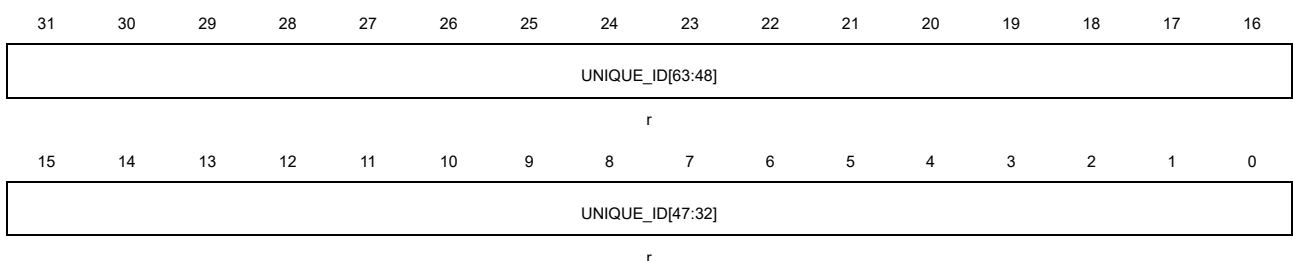 31 30 29 28 27 26 25 24 23 22 21 20 19 18 17 16
UNIQUE_ID[63:48]
r
15 14 13 12 11 10 9 8 7 6 5 4 3 2 1 0
UNIQUE_ID[47:32]
r